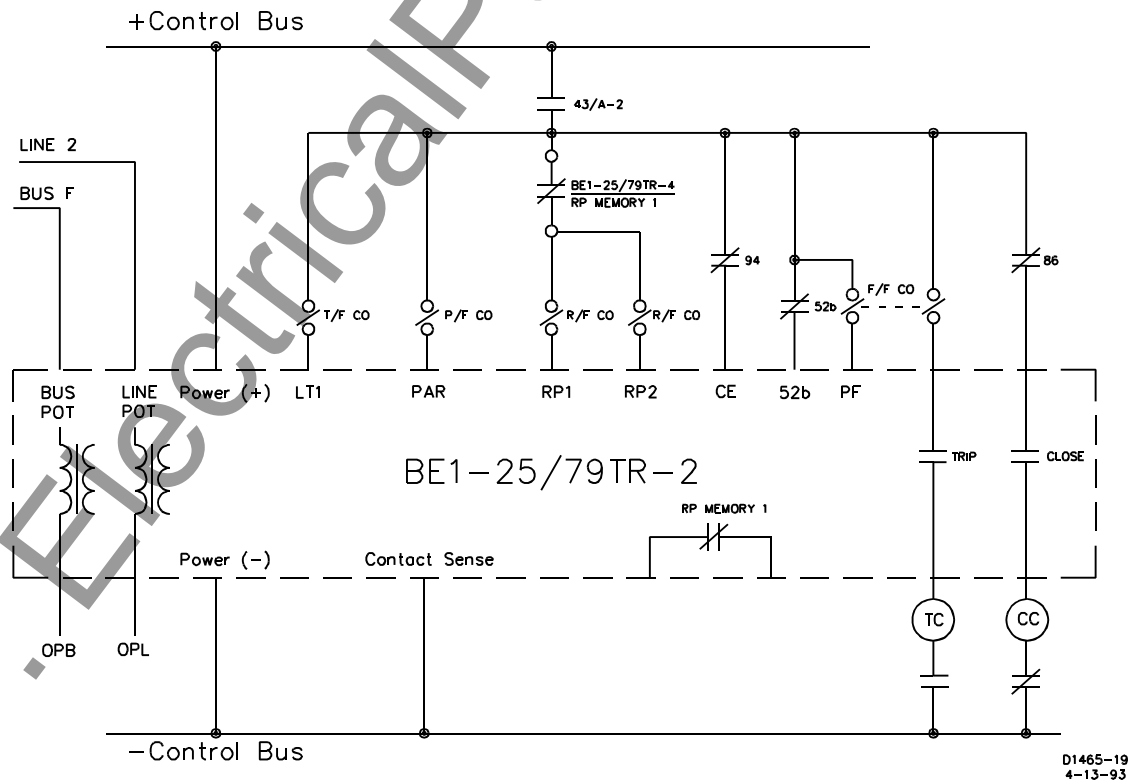 +Control Bus
43/A-2
LINE 2
BUS F
BE1-25/79TR-4
RP MEMORY 1
94
86
F/F CO
52b
T/F CO
P/F CO
R/F CO
R/F CO
BUS POT
LINE POT
Power (+)
LT1
PAR
RP1
RP2
CE
52b
PF
TRIP
CLOSE
BE1-25/79TR-2
RP MEMORY 1
Power (-)
Contact Sense
TC
CC
OPB
OPL
-Control Bus
D1465-19
4-13-93
. ElectricalP